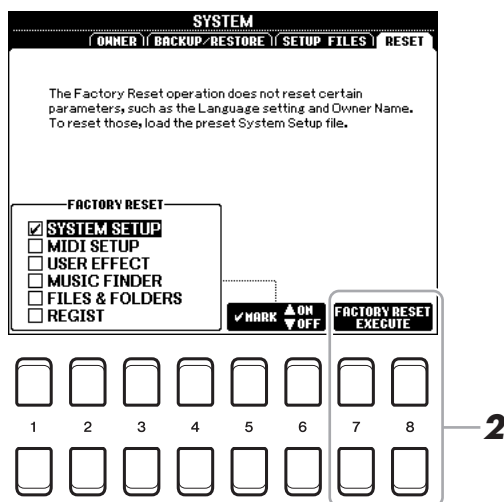 SYSTEM
OWNER BACKUP/RESTORE SETUP FILES RESET
The Factory Reset operation does not reset certain
parameters, such as the Language setting and Owner Name.
To reset those, load the preset System Setup file.
FACTORY RESET
SYSTEM SETUP
MIDI SETUP
USER EFFECT
MUSIC FINDER
FILES & FOLDERS
REGIST
✓MARK ▲ON
▼OFF
FACTORY RESET
EXECUTE
1 2 3 4 5 6 7 8
2